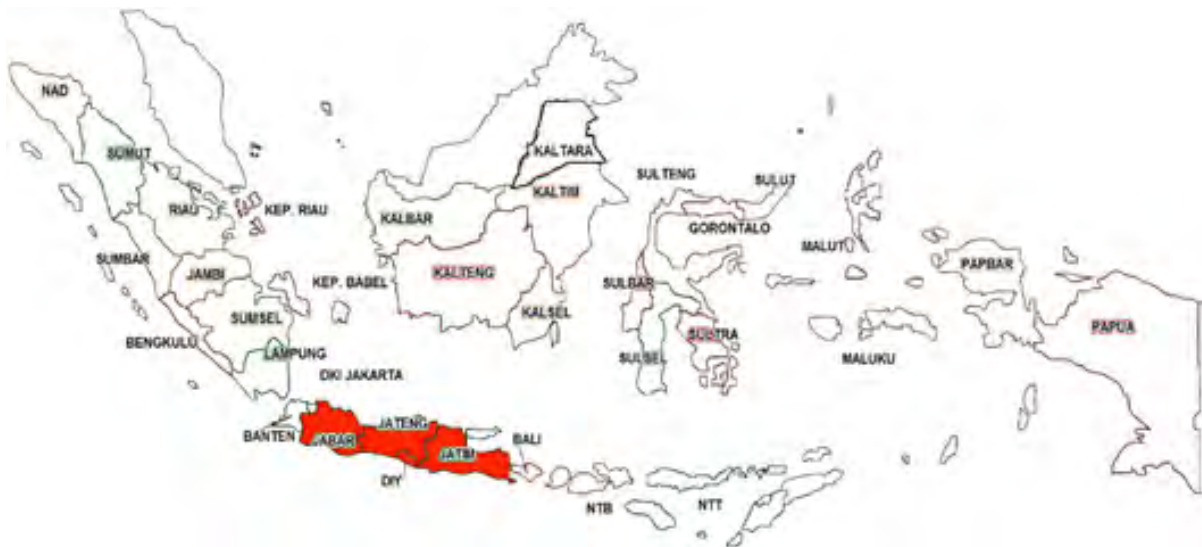 NAD
SUMUT
KALTARA
SULTENG
SULUT
KALTIM
RIAU
KEP. RIAU
KALBAR
GORONTALO
MALUT
SUMBAR
PAPBAR
JAMBI
KEP. BABEL
KALTENG
SULBAR
SUMSEL
KALSEL
PAPUA
BENGKULU
LAMPUNG
SULSEL
SULTRA
MALUKU
DKI JAKARTA
BANTEN
JABAR
JATENG
JATIM
BALI
DIY
NTB
NTT